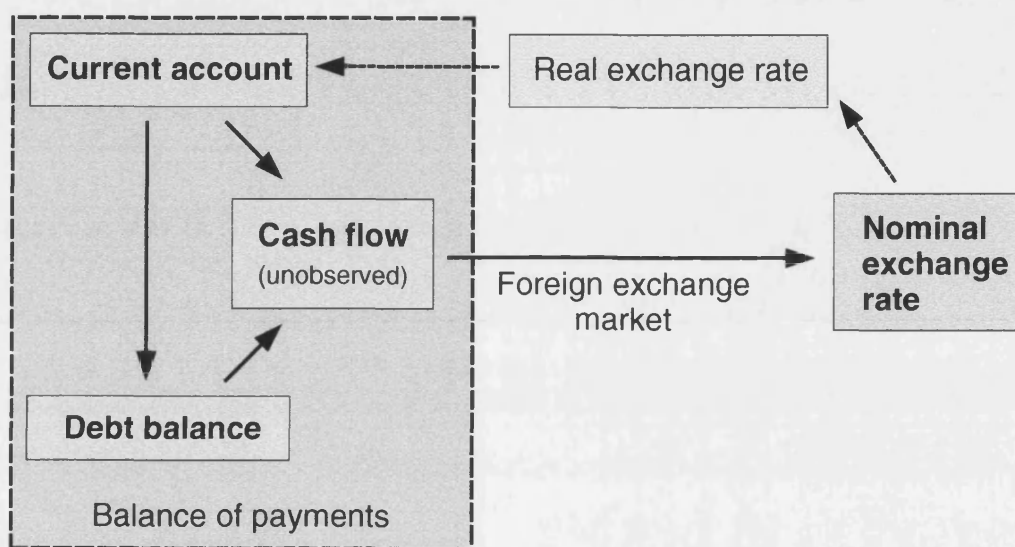 Current account
Real exchange rate
Cash flow
(unobserved)
Nominal
exchange
rate
Foreign exchange
market
Debt balance
Balance of payments